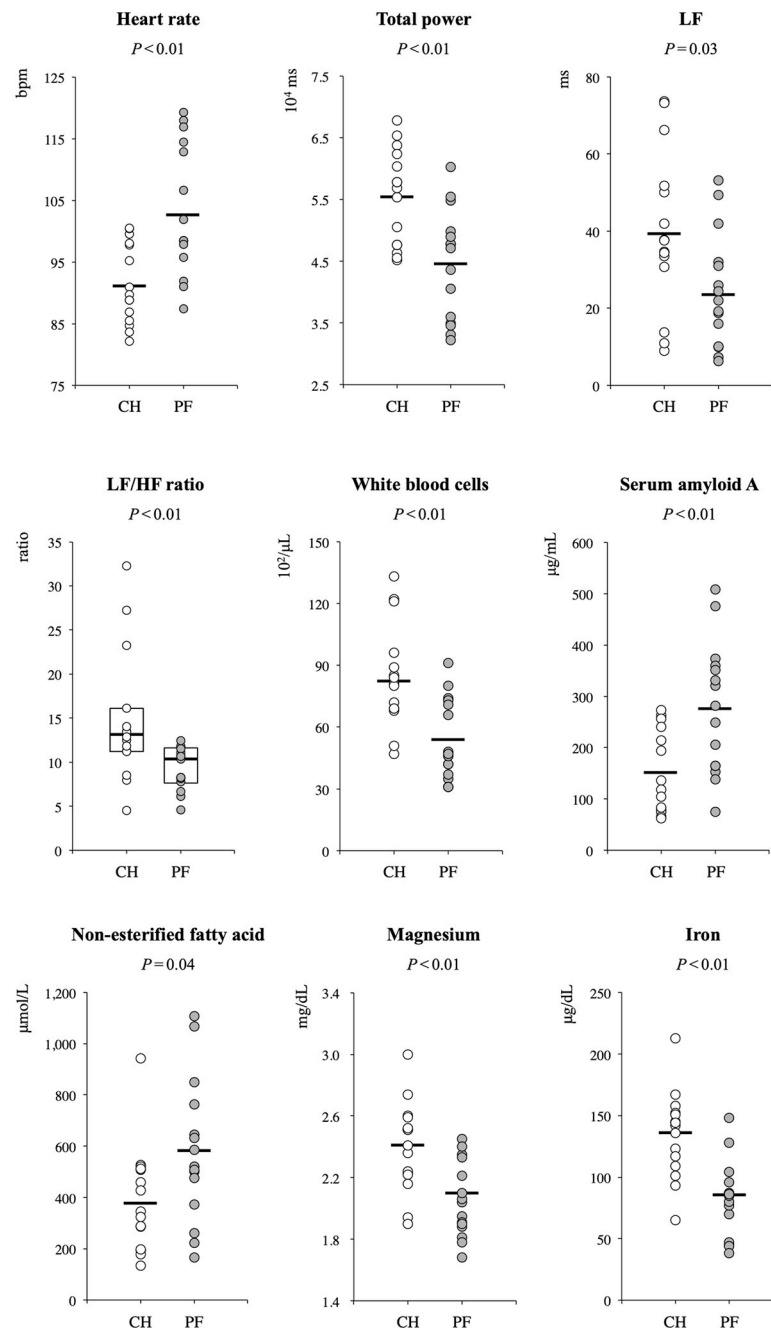 Heart rate
P < 0.01
bpm
125
115
105
95
85
75
CH PF
Total power
P < 0.01
10⁴ ms
7.5
6.5
5.5
4.5
3.5
2.5
CH PF
LF
P = 0.03
ms
80
60
40
20
0
CH PF
LF/HF ratio
P < 0.01
ratio
35
30
25
20
15
10
5
0
CH PF
White blood cells
P < 0.01
10²/μL
150
120
90
60
30
0
CH PF
Serum amyloid A
P < 0.01
μg/mL
600
500
400
300
200
100
0
CH PF
Non-esterified fatty acid
P = 0.04
μmol/L
1,200
1,000
800
600
400
200
0
CH PF
Magnesium
P < 0.01
mg/dL
3.4
3.0
2.6
2.2
1.8
1.4
CH PF
Iron
P < 0.01
μg/dL
250
200
150
100
50
0
CH PF